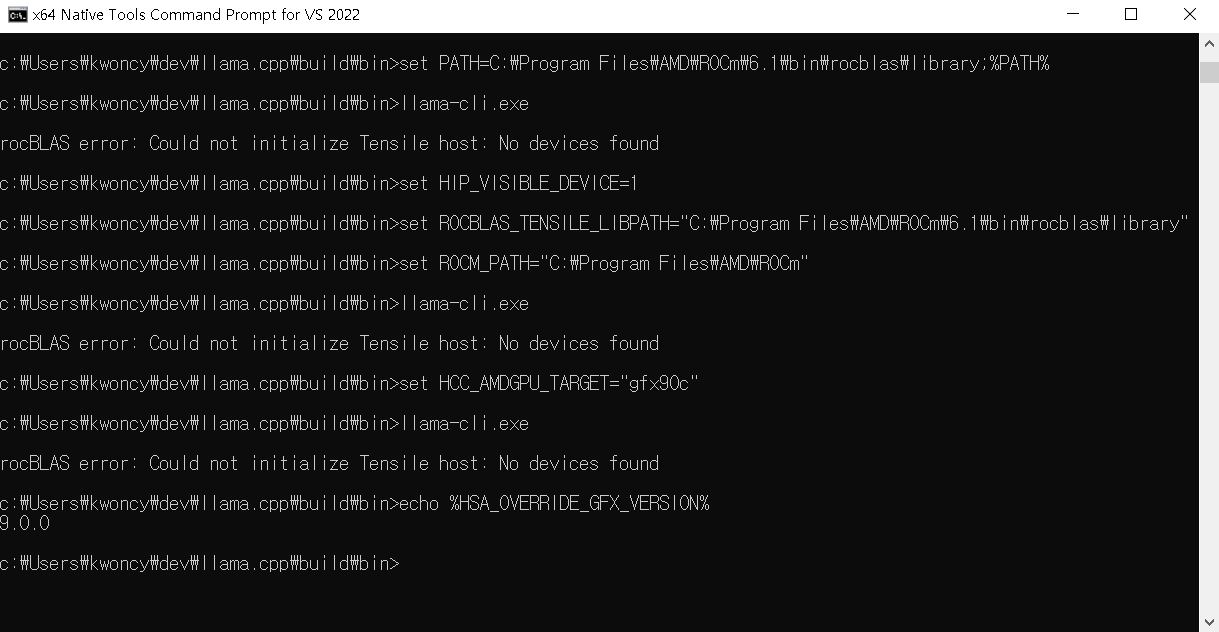 x64 Native Tools Command Prompt for VS 2022
c:₩Users₩kwoncy₩dev₩llama.cpp₩build₩bin>set PATH=C:₩Program Files₩AMD₩ROCm₩6.1₩bin₩rocblas₩library;%PATH%
c:₩Users₩kwoncy₩dev₩llama.cpp₩build₩bin>llama-cli.exe
rocBLAS error: Could not initialize Tensile host: No devices found
c:₩Users₩kwoncy₩dev₩llama.cpp₩build₩bin>set HIP_VISIBLE_DEVICE=1
c:₩Users₩kwoncy₩dev₩llama.cpp₩build₩bin>set ROCBLAS_TENSILE_LIBPATH="C:₩Program Files₩AMD₩ROCm₩6.1₩bin₩rocblas₩library"
c:₩Users₩kwoncy₩dev₩llama.cpp₩build₩bin>set ROCM_PATH="C:₩Program Files₩AMD₩ROCm"
c:₩Users₩kwoncy₩dev₩llama.cpp₩build₩bin>llama-cli.exe
rocBLAS error: Could not initialize Tensile host: No devices found
c:₩Users₩kwoncy₩dev₩llama.cpp₩build₩bin>set HCC_AMDGPU_TARGET="gfx90c"
c:₩Users₩kwoncy₩dev₩llama.cpp₩build₩bin>llama-cli.exe
rocBLAS error: Could not initialize Tensile host: No devices found
c:₩Users₩kwoncy₩dev₩llama.cpp₩build₩bin>echo %HSA_OVERRIDE_GFX_VERSION%
9.0.0
c:₩Users₩kwoncy₩dev₩llama.cpp₩build₩bin>